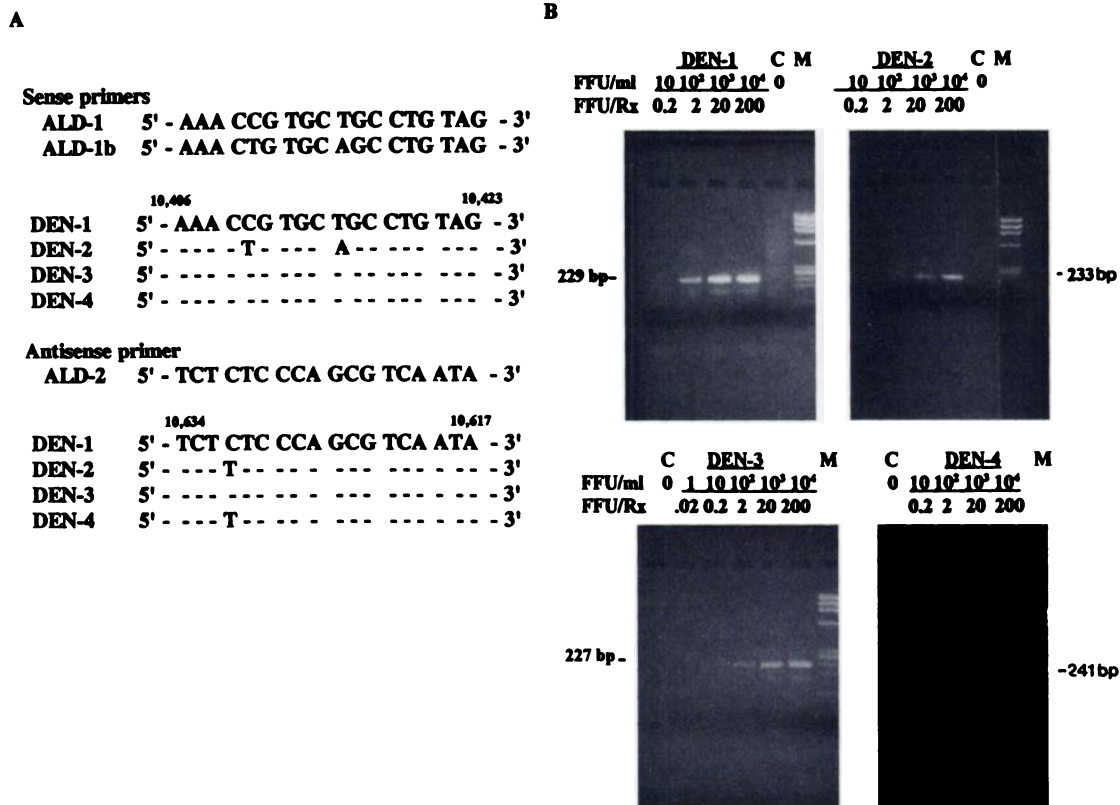 A
Sense primers
ALD-1 5' - AAA CCG TGC TGC CTG TAG - 3'
ALD-1b 5' - AAA CTG TGC AGC CTG TAG - 3'
10,406 10,423
DEN-1 5' - AAA CCG TGC TGC CTG TAG - 3'
DEN-2 5' - - - - - T - - - - - A - - - - - - - - - 3'
DEN-3 5' - - - - - - - - - - - - - - - - - - - 3'
DEN-4 5' - - - - - - - - - - - - - - - - - - - 3'
Antisense primer
ALD-2 5' - TCT CTC CCA GCG TCA ATA - 3'
10,634 10,617
DEN-1 5' - TCT CTC CCA GCG TCA ATA - 3'
DEN-2 5' - - - - T - - - - - - - - - - - - - - - 3'
DEN-3 5' - - - - - - - - - - - - - - - - - - - 3'
DEN-4 5' - - - - T - - - - - - - - - - - - - - - 3'
B
DEN-1 C M
FFU/ml 10 10² 10³ 10⁴ 0
FFU/Rx 0.2 2 20 200
229 bp-
DEN-2 C M
10 10² 10³ 10⁴ 0
0.2 2 20 200
-233bp
C DEN-3 M
FFU/ml 0 1 10 10² 10³ 10⁴
FFU/Rx .02 0.2 2 20 200
227 bp-
C DEN-4 M
0 10 10² 10³ 10⁴
0.2 2 20 200
-241bp